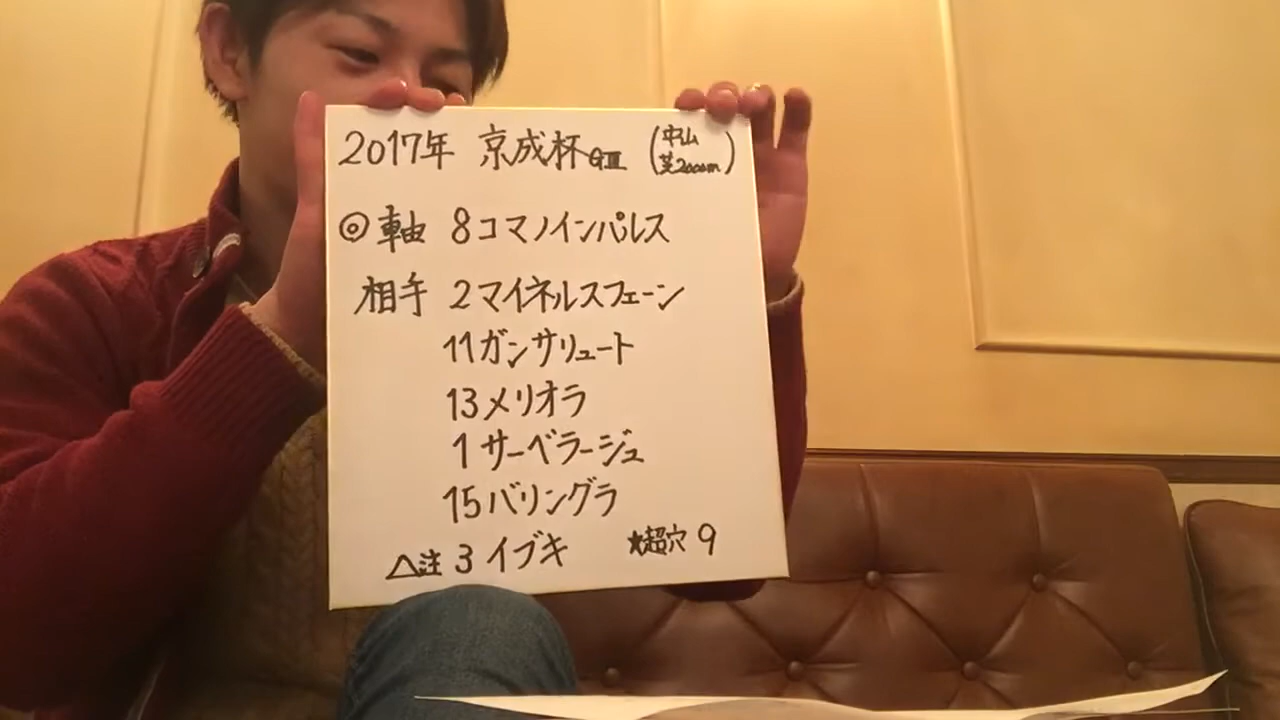 2017年 京成杯GⅢ (中山 芝2000m)
◎軸 8コマノインパルス
相手 2マイネルスフェーン
11ガンサリュート
13メリオラ
1サーベラージュ
15バリングラ
△注 3イブキ ★超穴 9